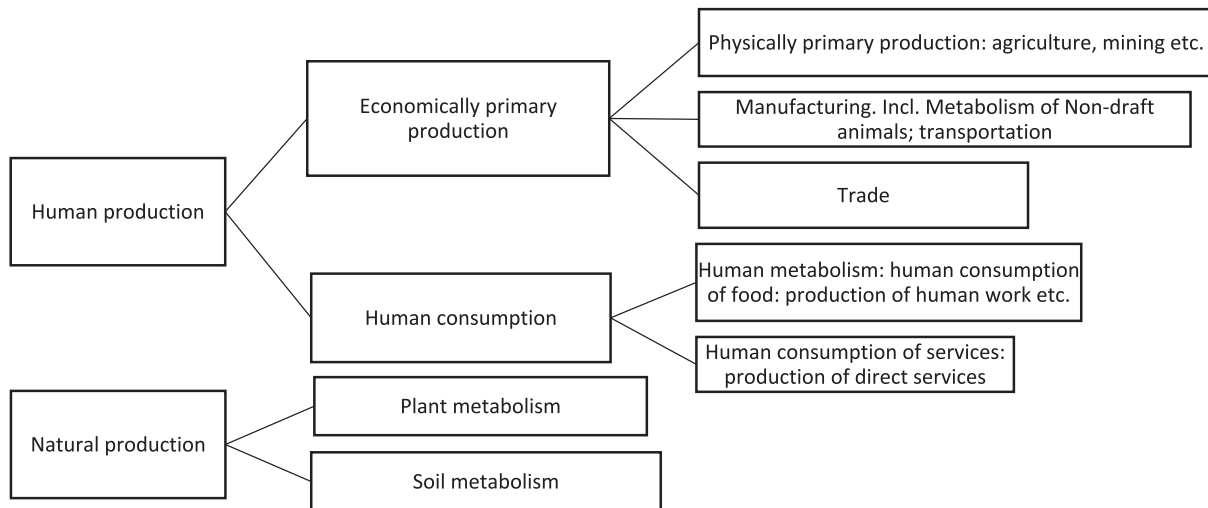 Physically primary production: agriculture, mining etc.
Economically primary
production
Manufacturing. Incl. Metabolism of Non-draft
animals; transportation
Trade
Human production
Human metabolism: human consumption
of food: production of human work etc.
Human consumption
Human consumption of services:
production of direct services
Plant metabolism
Natural production
Soil metabolism